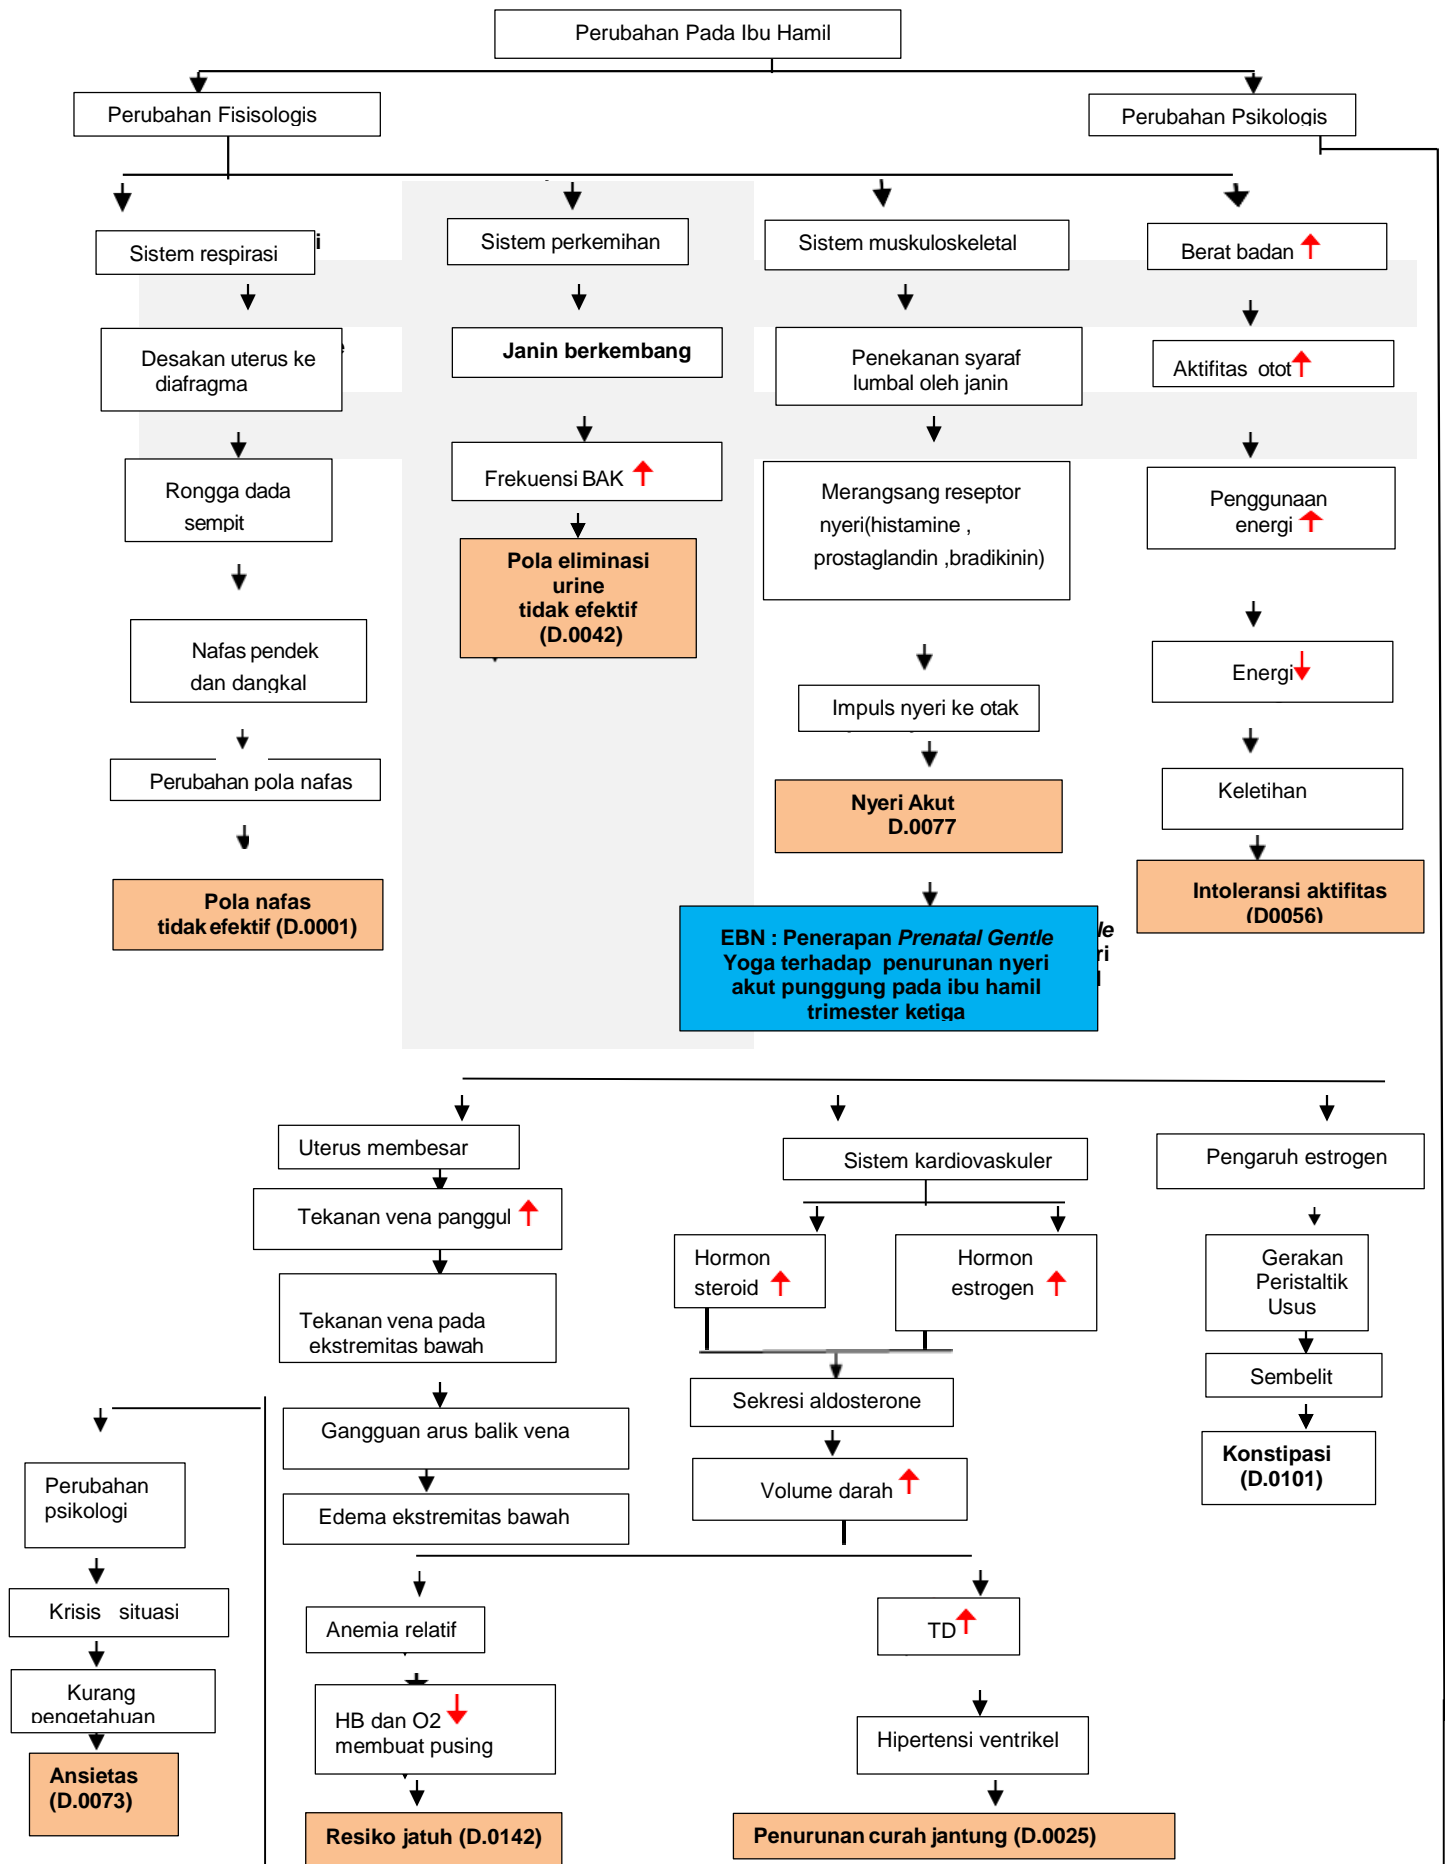 Perubahan Pada Ibu Hamil
Perubahan Fisisologis
Perubahan Psikologis
Sistem respirasi
i
Sistem perkemihan
Sistem muskuloskeletal
Berat badan
Desakan uterus ke
diafragma
Janin berkembang
Penekanan syaraf
lumbal oleh janin
Aktifitas otot
Rongga dada
sempit
Frekuensi BAK
Merangsang reseptor
nyeri(histamine ,
prostaglandin ,bradikinin)
Penggunaan
energi
Pola eliminasi
urine
tidak efektif
(D.0042)
Nafas pendek
dan dangkal
Impuls nyeri ke otak
Energi
Perubahan pola nafas
Nyeri Akut
D.0077
Keletihan
Pola nafas
tidak efektif (D.0001)
Intoleransi aktifitas
(D0056)
EBN : Penerapan Prenatal Gentle
Yoga terhadap penurunan nyeri
akut punggung pada ibu hamil
trimester ketiga
le
ri
Uterus membesar
Sistem kardiovaskuler
Pengaruh estrogen
Tekanan vena panggul
Hormon
steroid
Hormon
estrogen
Gerakan
Peristaltik
Usus
Tekanan vena pada
ekstremitas bawah
Sembelit
Sekresi aldosterone
Gangguan arus balik vena
Konstipasi
(D.0101)
Perubahan
psikologi
Volume darah
Edema ekstremitas bawah
Krisis situasi
Anemia relatif
TD
Kurang
pengetahuan
HB dan O2
membuat pusing
Hipertensi ventrikel
Ansietas
(D.0073)
Resiko jatuh (D.0142)
Penurunan curah jantung (D.0025)